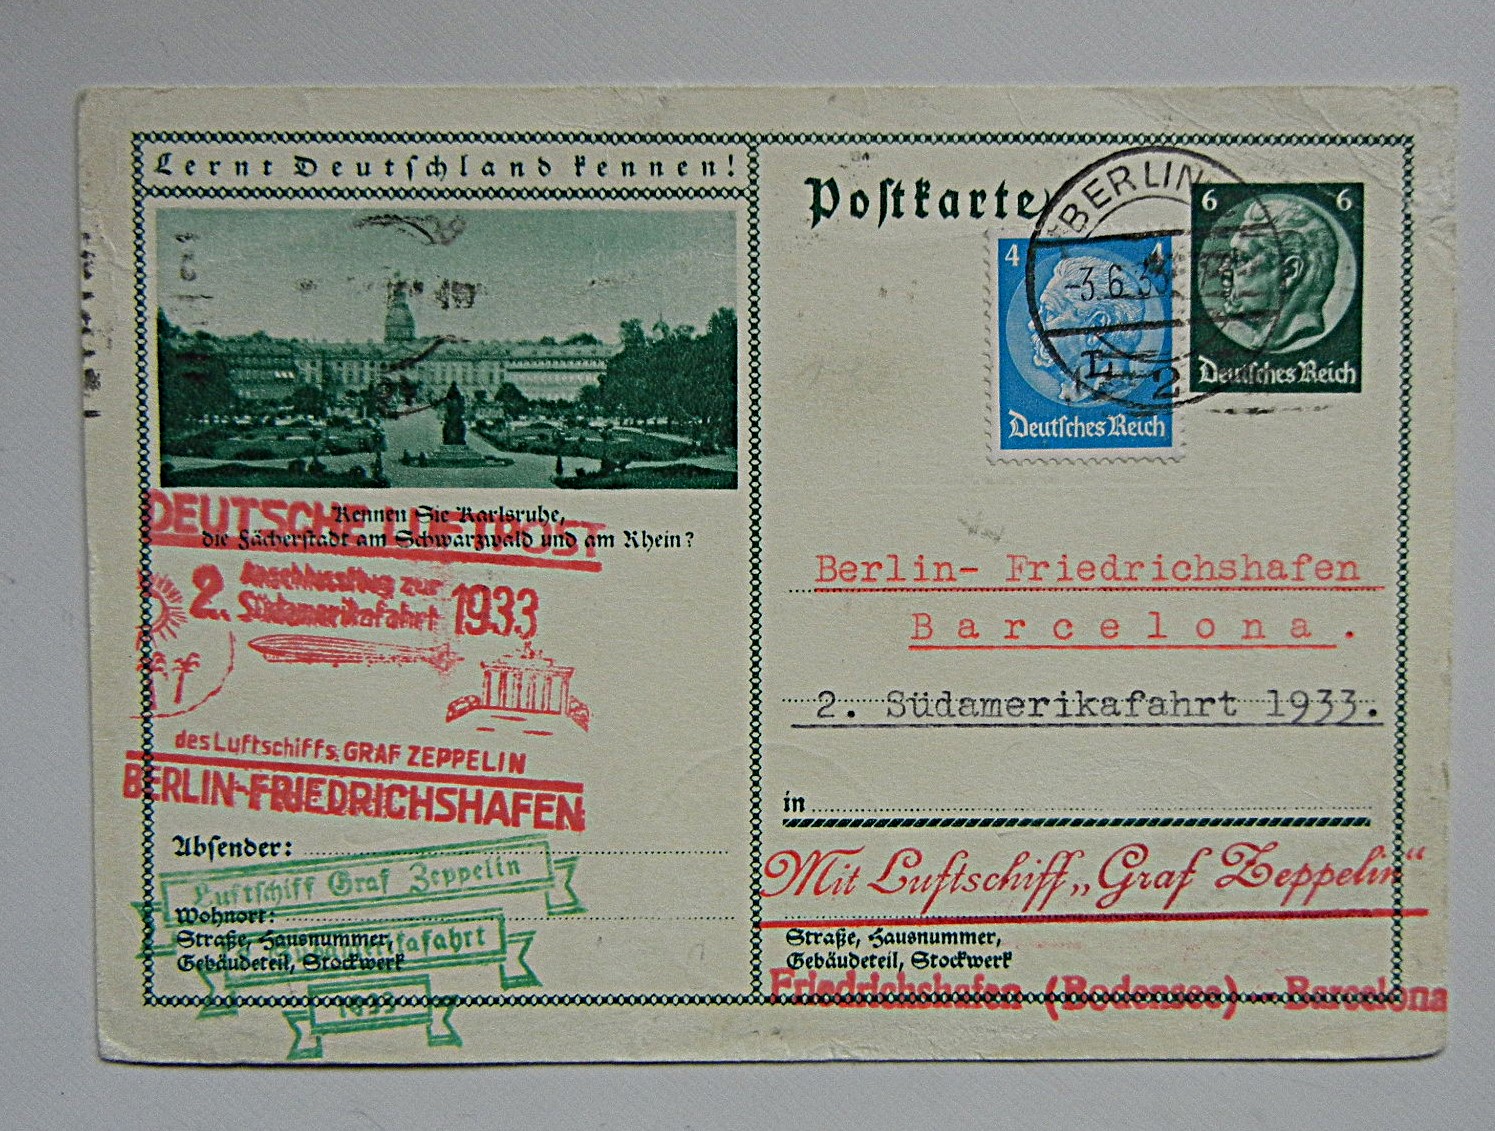 Lernt Deutschland kennen!
Postkarte
BERLIN
-3.6.33
L 2
4 4
Deutsches Reich
6 6
Deutsches Reich
Kennen Sie Karlsruhe,
die Fächerstadt am Schwarzwald und am Rhein?
DEUTSCHE LUFTPOST
2. Anschlussflug zur
Südamerikafahrt 1933
des Luftschiffs GRAF ZEPPELIN
BERLIN-FRIEDRICHSHAFEN
Berlin- Friedrichshafen
Barcelona.
2. Südamerikafahrt 1933.
in
Absender:
Luftschiff Graf Zeppelin
Wohnort:
Straße, Hausnummer,
Gebäudeteil, Stockwerk
1933
Mit Luftschiff „Graf Zeppelin“
Straße, Hausnummer,
Gebäudeteil, Stockwerk
Friedrichshafen (Bodensee) - Barcelona